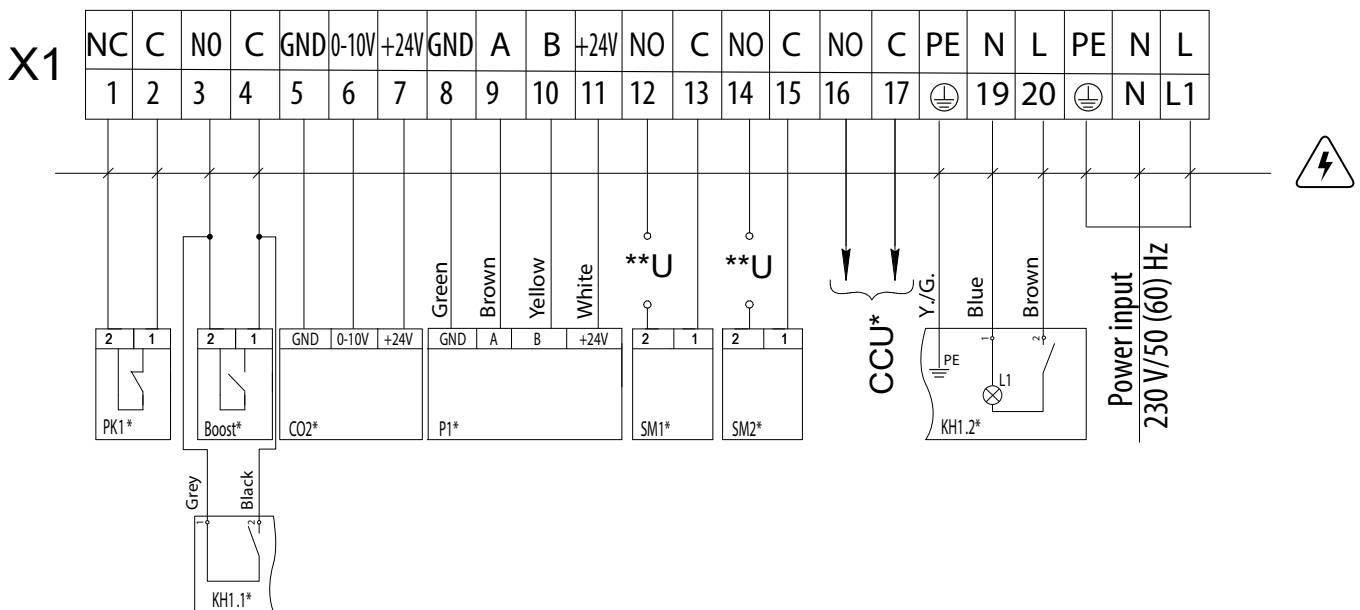 X1
NC C NO C GND 0-10V +24V GND A B +24V NO C NO C NO C PE N L PE N L
1 2 3 4 5 6 7 8 9 10 11 12 13 14 15 16 17 19 20 N L1
Green
Brown
Yellow
White
**U
**U
CCU*
Y./G.
Blue
Brown
Power input
230 V/50 (60) Hz
2 1
PK1*
2 1
Boost*
GND 0-10V +24V
CO2*
GND A B +24V
P1*
2 1
SM1*
2 1
SM2*
1 2
PE
L1
KH1.2*
Grey
Black
1 2
KH1.1*